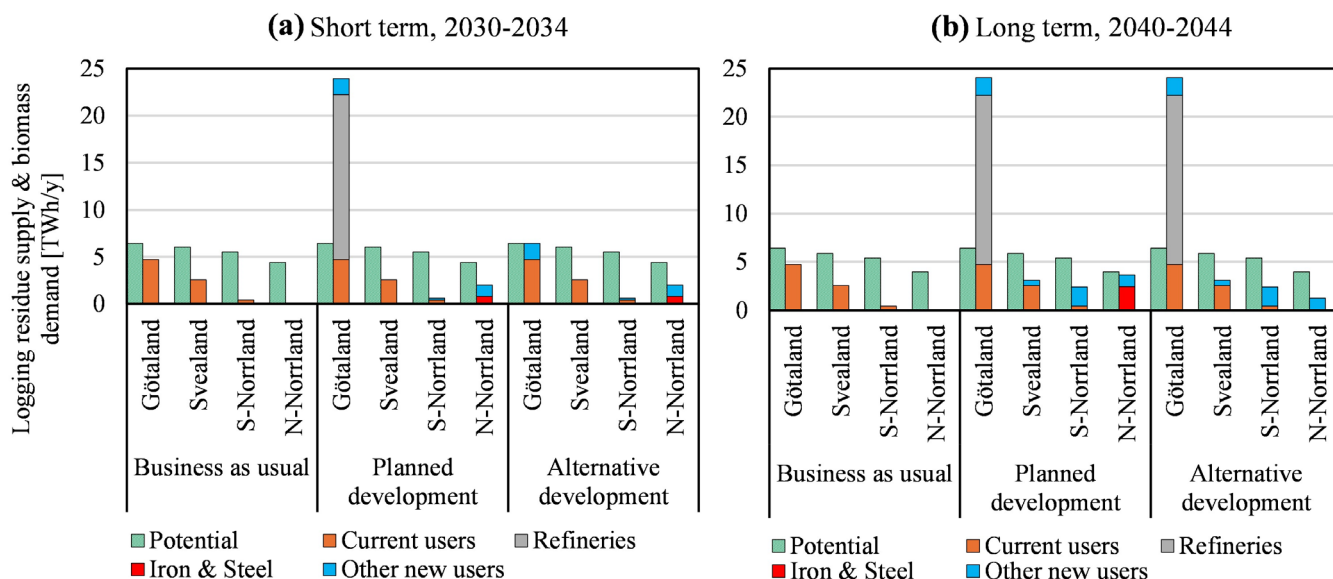 (a) Short term, 2030-2034
Logging residue supply & biomass
demand [TWh/y]
25
20
15
10
5
0
Götaland
Svealand
S-Norrland
N-Norrland
Götaland
Svealand
S-Norrland
N-Norrland
Götaland
Svealand
S-Norrland
N-Norrland
Business as usual
Planned
development
Alternative
development
Potential
Current users
Refineries
Iron & Steel
Other new users
(b) Long term, 2040-2044
25
20
15
10
5
0
Götaland
Svealand
S-Norrland
N-Norrland
Götaland
Svealand
S-Norrland
N-Norrland
Götaland
Svealand
S-Norrland
N-Norrland
Business as usual
Planned
development
Alternative
development
Potential
Current users
Refineries
Iron & Steel
Other new users